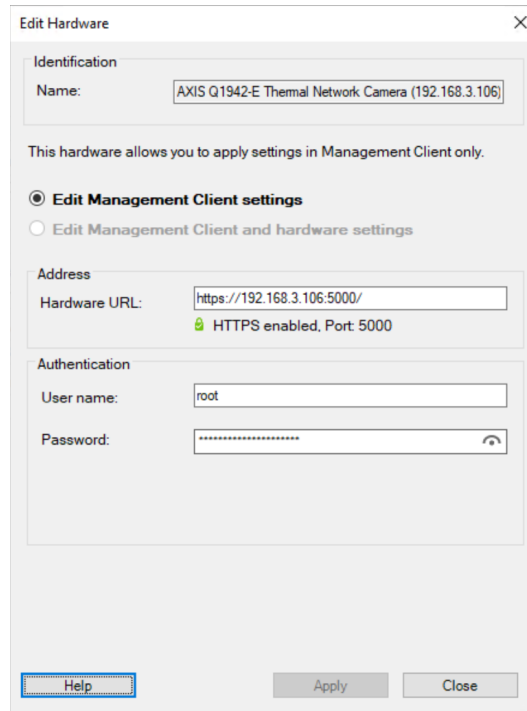 Edit Hardware
Identification
Name: AXIS Q1942-E Thermal Network Camera (192.168.3.106)
This hardware allows you to apply settings in Management Client only.
Edit Management Client settings
Edit Management Client and hardware settings
Address
Hardware URL: https://192.168.3.106:5000/
HTTPS enabled, Port: 5000
Authentication
User name: root
Password: *********************
Help Apply Close